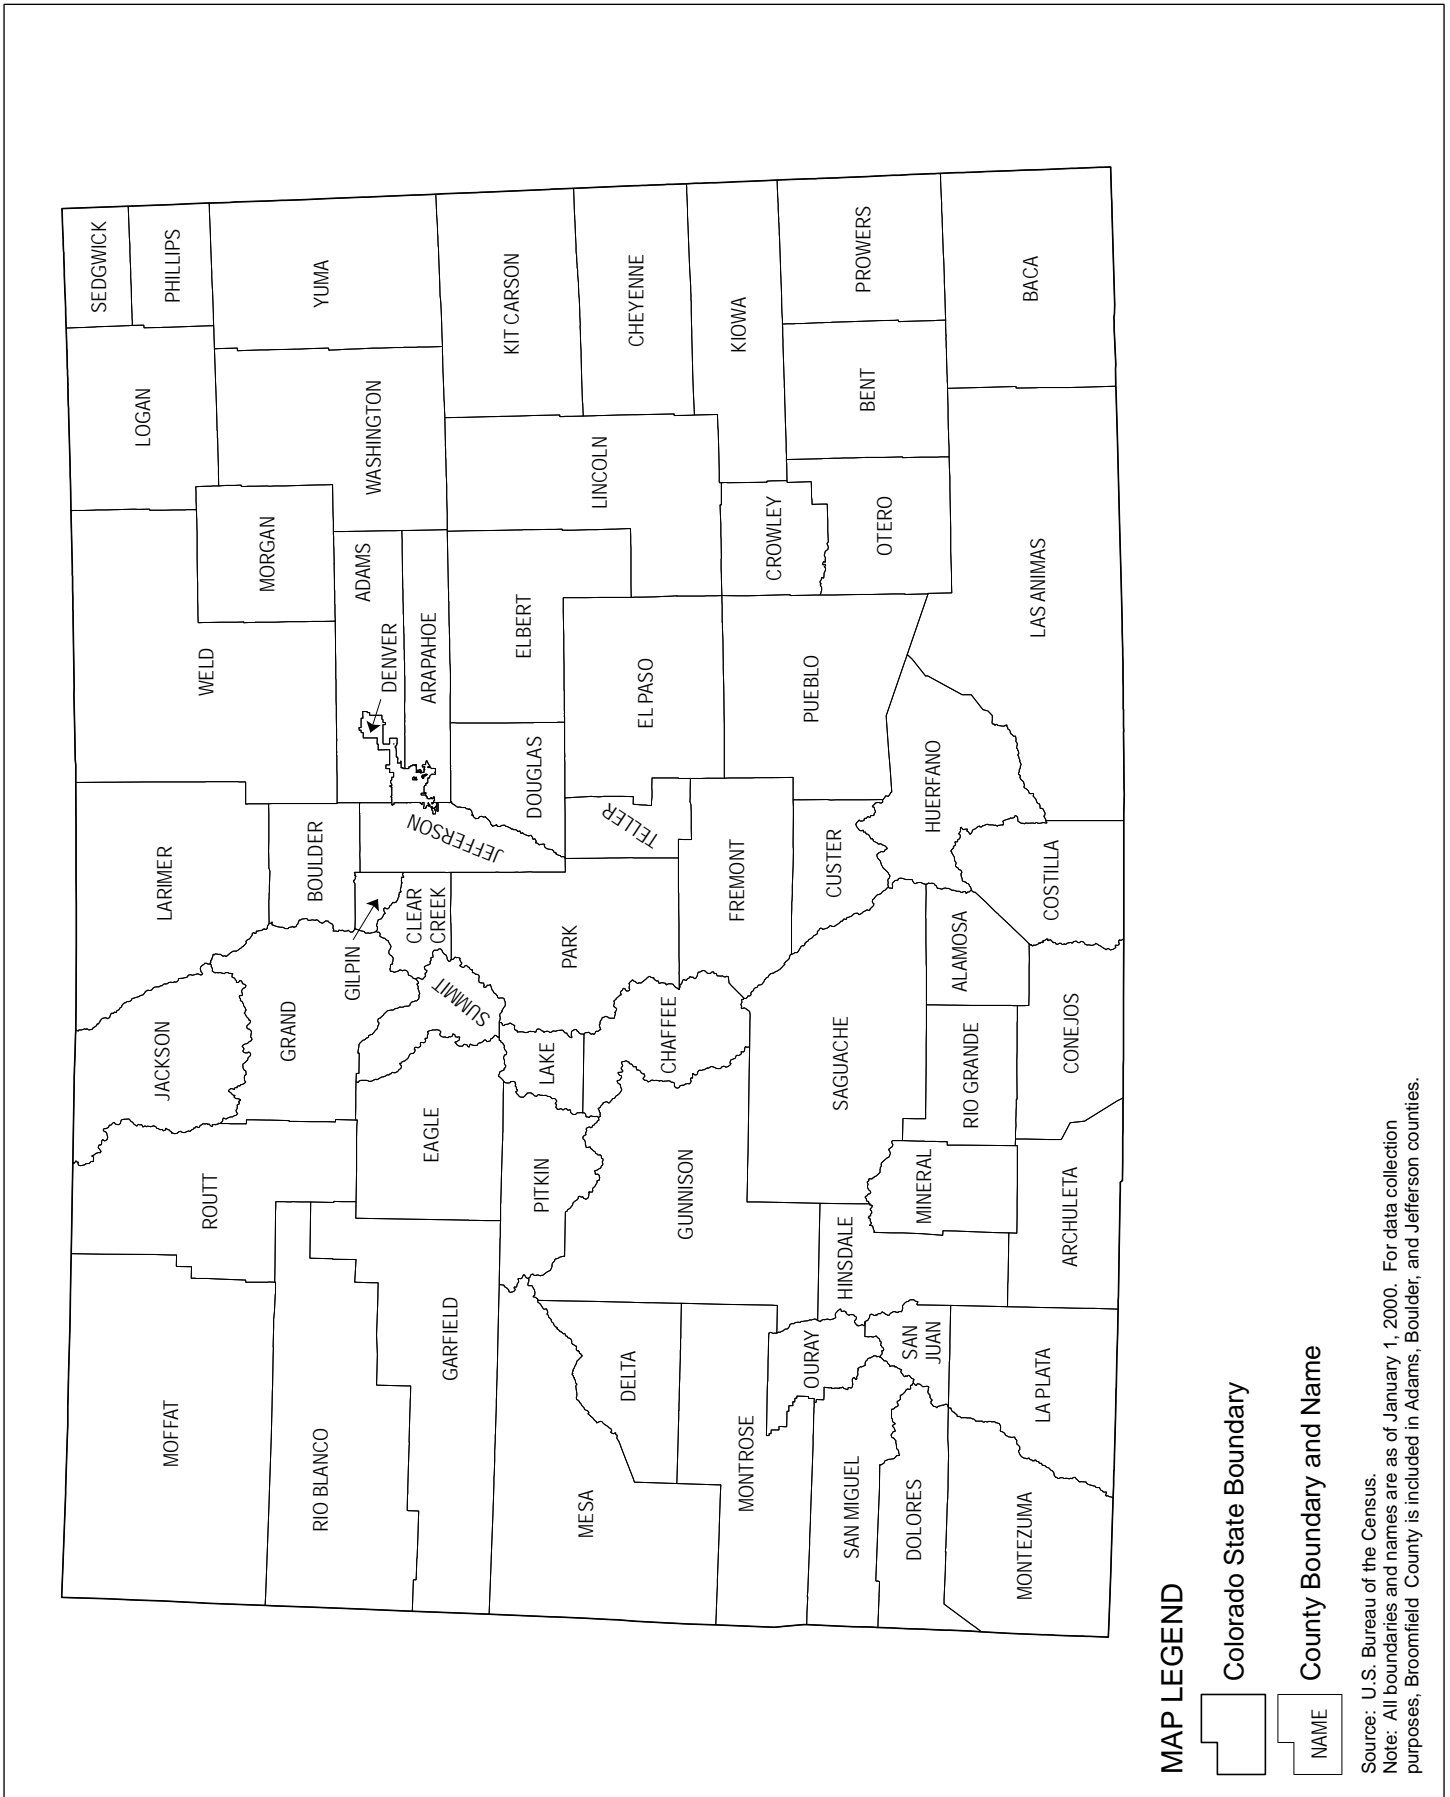 MOFFAT
ROUTT
JACKSON
LARIMER
WELD
LOGAN
SEDGWICK
PHILLIPS
MORGAN
WASHINGTON
YUMA
RIO BLANCO
GRAND
BOULDER
GILPIN
ADAMS
DENVER
ARAPAHOE
JEFFERSON
CLEAR
CREEK
SUMMIT
EAGLE
GARFIELD
MESA
PITKIN
LAKE
PARK
DOUGLAS
ELBERT
LINCOLN
KIT CARSON
CHEYENNE
DELTA
GUNNISON
CHAFFEE
TELLER
EL PASO
KIOWA
MONTROSE
OURAY
FREMONT
PUEBLO
CROWLEY
SAN MIGUEL
HINSDALE
SAGUACHE
CUSTER
OTERO
BENT
PROWERS
DOLORES
SAN
JUAN
MINERAL
RIO GRANDE
ALAMOSA
HUERFANO
MONTEZUMA
LA PLATA
ARCHULETA
CONEJOS
COSTILLA
LAS ANIMAS
BACA
MAP LEGEND
Colorado State Boundary
NAME
County Boundary and Name
Source: U.S. Bureau of the Census.
Note: All boundaries and names are as of January 1, 2000. For data collection
purposes, Broomfield County is included in Adams, Boulder, and Jefferson counties.